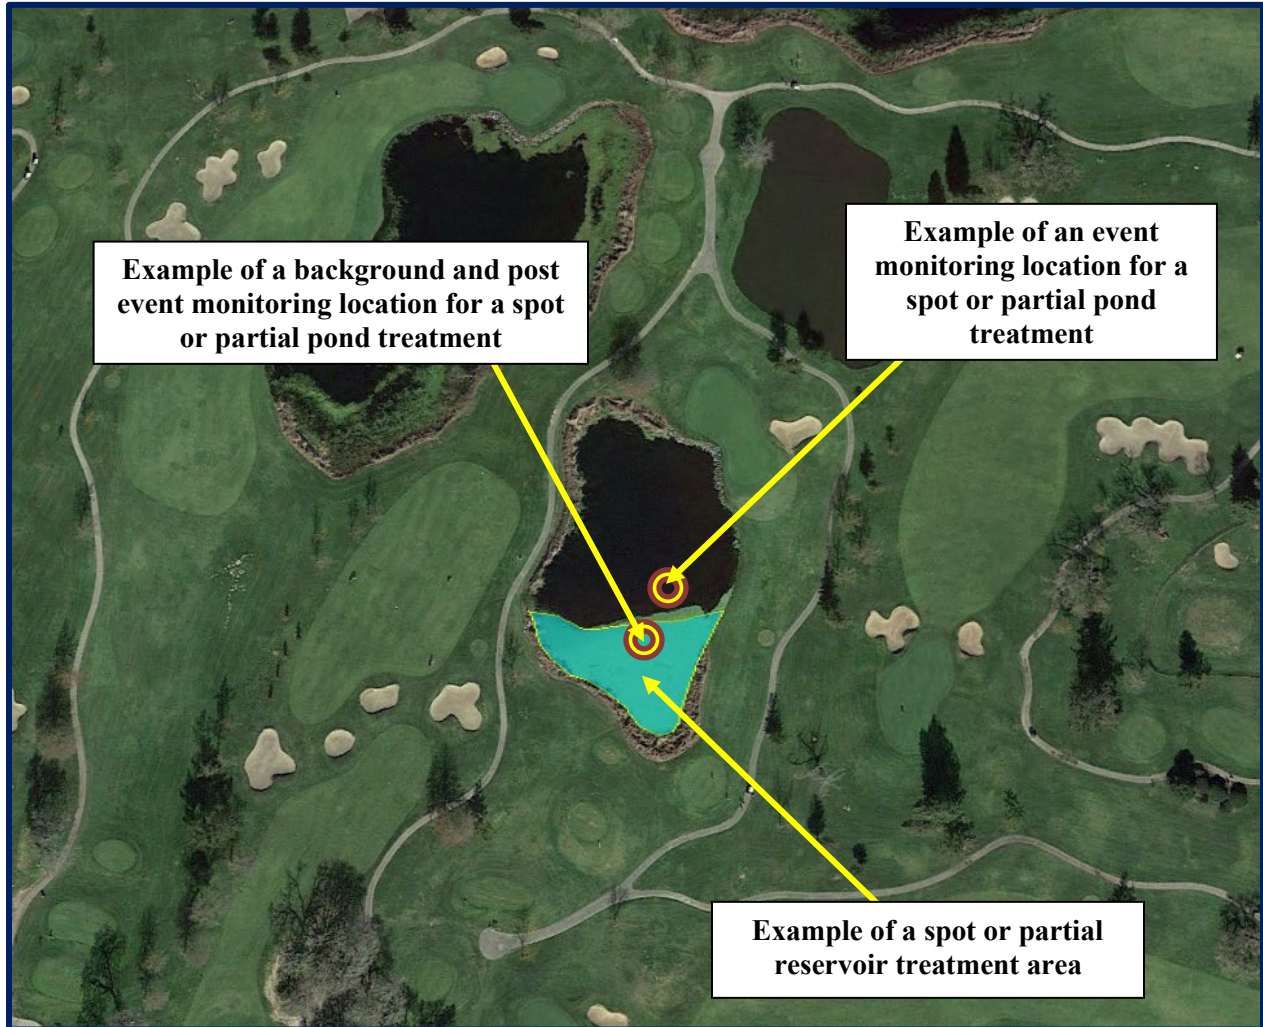 Example of a background and post
event monitoring location for a spot
or partial pond treatment
Example of an event
monitoring location for a
spot or partial pond
treatment
Example of a spot or partial
reservoir treatment area